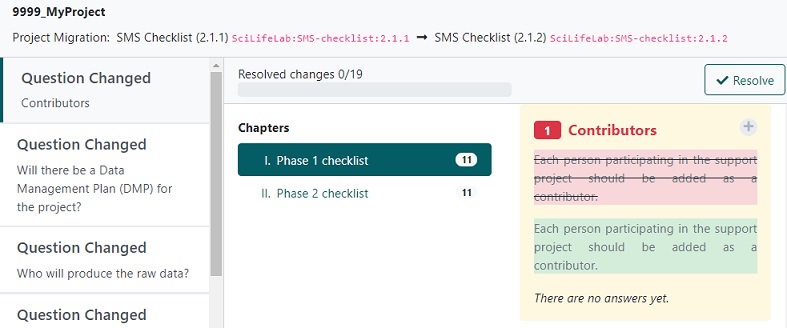 9999_MyProject
Project Migration: SMS Checklist (2.1.1) SciLifeLab:SMS-checklist:2.1.1 → SMS Checklist (2.1.2) SciLifeLab:SMS-checklist:2.1.2
Question Changed
Contributors
Question Changed
Will there be a Data
Management Plan (DMP) for
the project?
Question Changed
Who will produce the raw data?
Question Changed
Resolved changes 0/19
Resolve
Chapters
I. Phase 1 checklist 11
II. Phase 2 checklist 11
1 Contributors +
Each person participating in the support
project should be added as a
contributor.
Each person participating in the support
project should be added as a
contributor.
There are no answers yet.